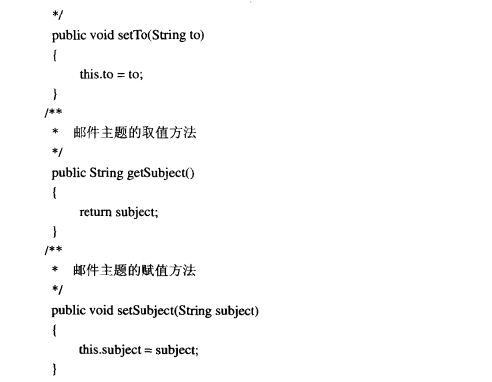 */
public void setTo(String to)
{
this.to = to;
}
/**
* 邮件主题的取值方法
*/
public String getSubject()
{
return subject;
}
/**
* 邮件主题的赋值方法
*/
public void setSubject(String subject)
{
this.subject = subject;
}